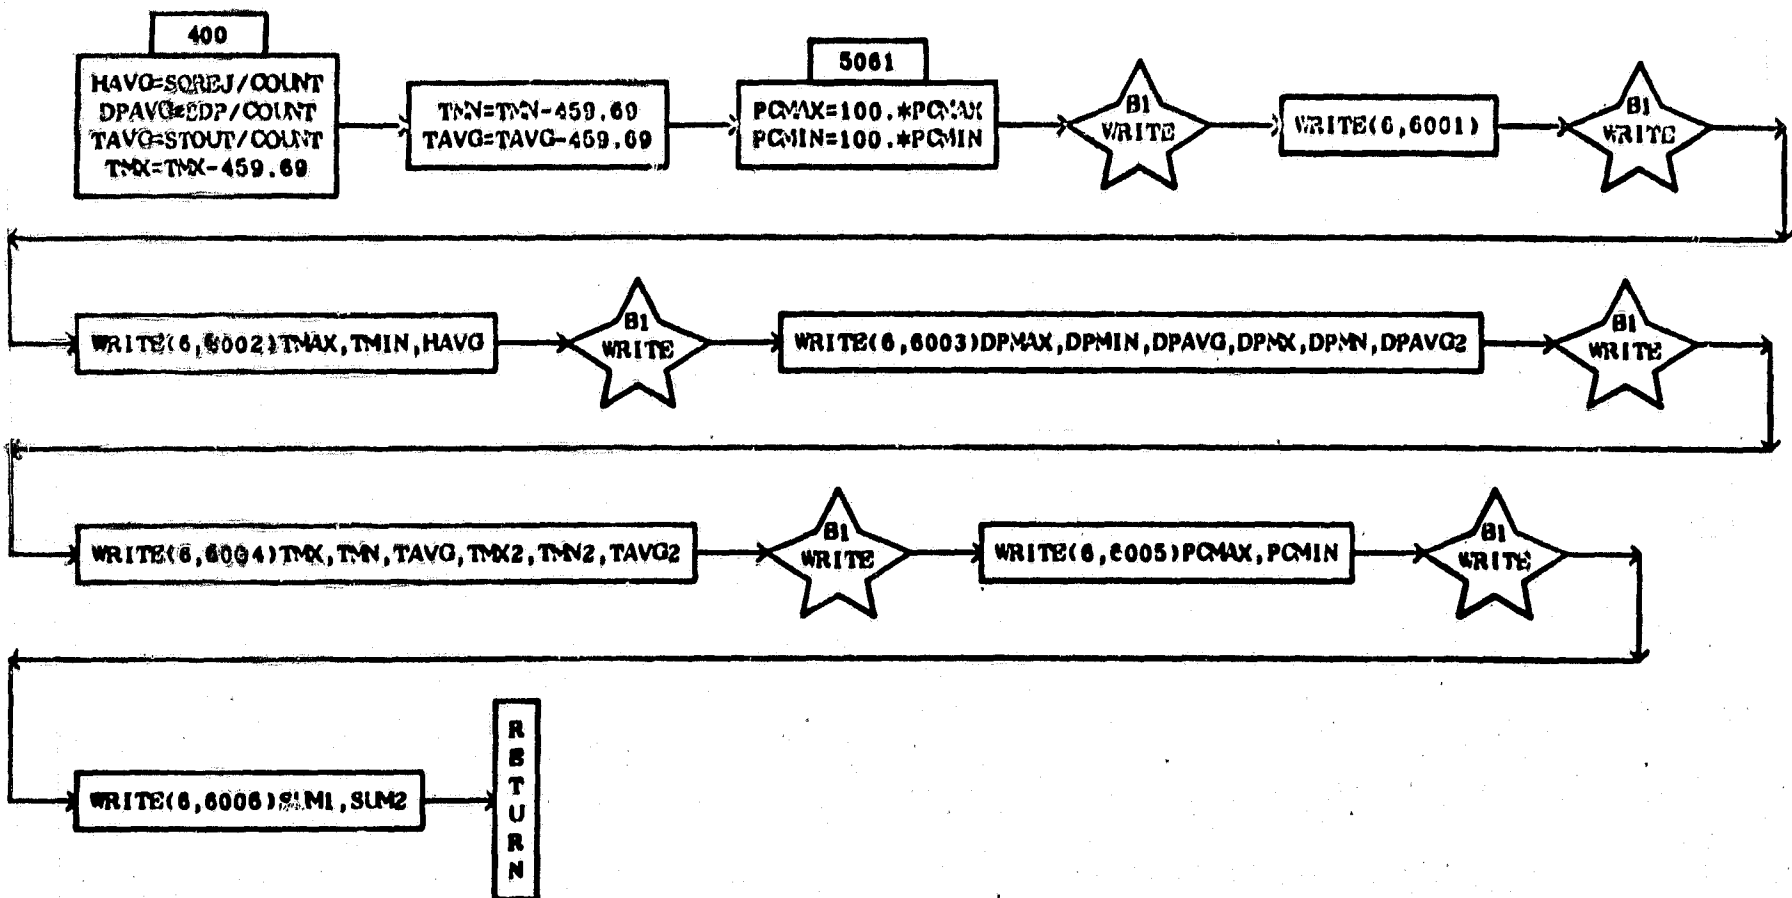 400
HAVG=SQREJ/COUNT
DPAVG=SDP/COUNT
TAVG=STOUT/COUNT
TMX=TMX-459.69
TMN=TMN-459.69
TAVG=TAVG-459.69
5061
PCMAX=100.*PCMAX
PCMIN=100.*PCMIN
B1
WRITE
WRITE(6,6001)
B1
WRITE
WRITE(6,6002)TMAX,TMIN,HAVG
B1
WRITE
WRITE(6,6003)DPMAX,DPMIN,DPAVG,DPMX,DPMN,DPAVG2
B1
WRITE
WRITE(6,6004)TMX,TMN,TAVG,TMX2,TMN2,TAVG2
B1
WRITE
WRITE(6,6005)PCMAX,PCMIN
B1
WRITE
WRITE(6,6006)SUM1,SUM2
RETURN